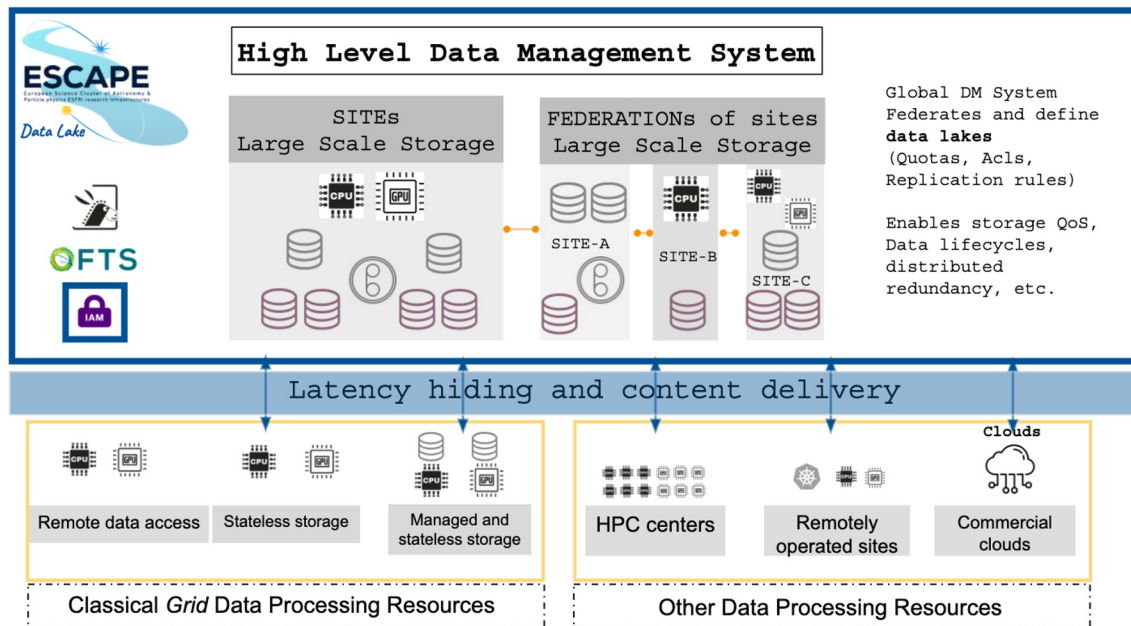 High Level Data Management System
ESCAPE
European Science Cluster of Astronomy &
Particle physics ESFRI research Infrastructures
Data Lake
SITEs
Large Scale Storage
CPU
GPU
FEDERATIONs of sites
Large Scale Storage
CPU
CPU
GPU
SITE-A
SITE-B
SITE-C
Global DM System
Federates and define
data lakes
(Quotas, Acls,
Replication rules)
Enables storage QoS,
Data lifecycles,
distributed
redundancy, etc.
FTS
IAM
Latency hiding and content delivery
CPU
GPU
Remote data access
CPU
GPU
Stateless storage
CPU
GPU
Managed and
stateless storage
HPC centers
CPU
GPU
Remotely
operated sites
Clouds
Commercial
clouds
Classical Grid Data Processing Resources
Other Data Processing Resources